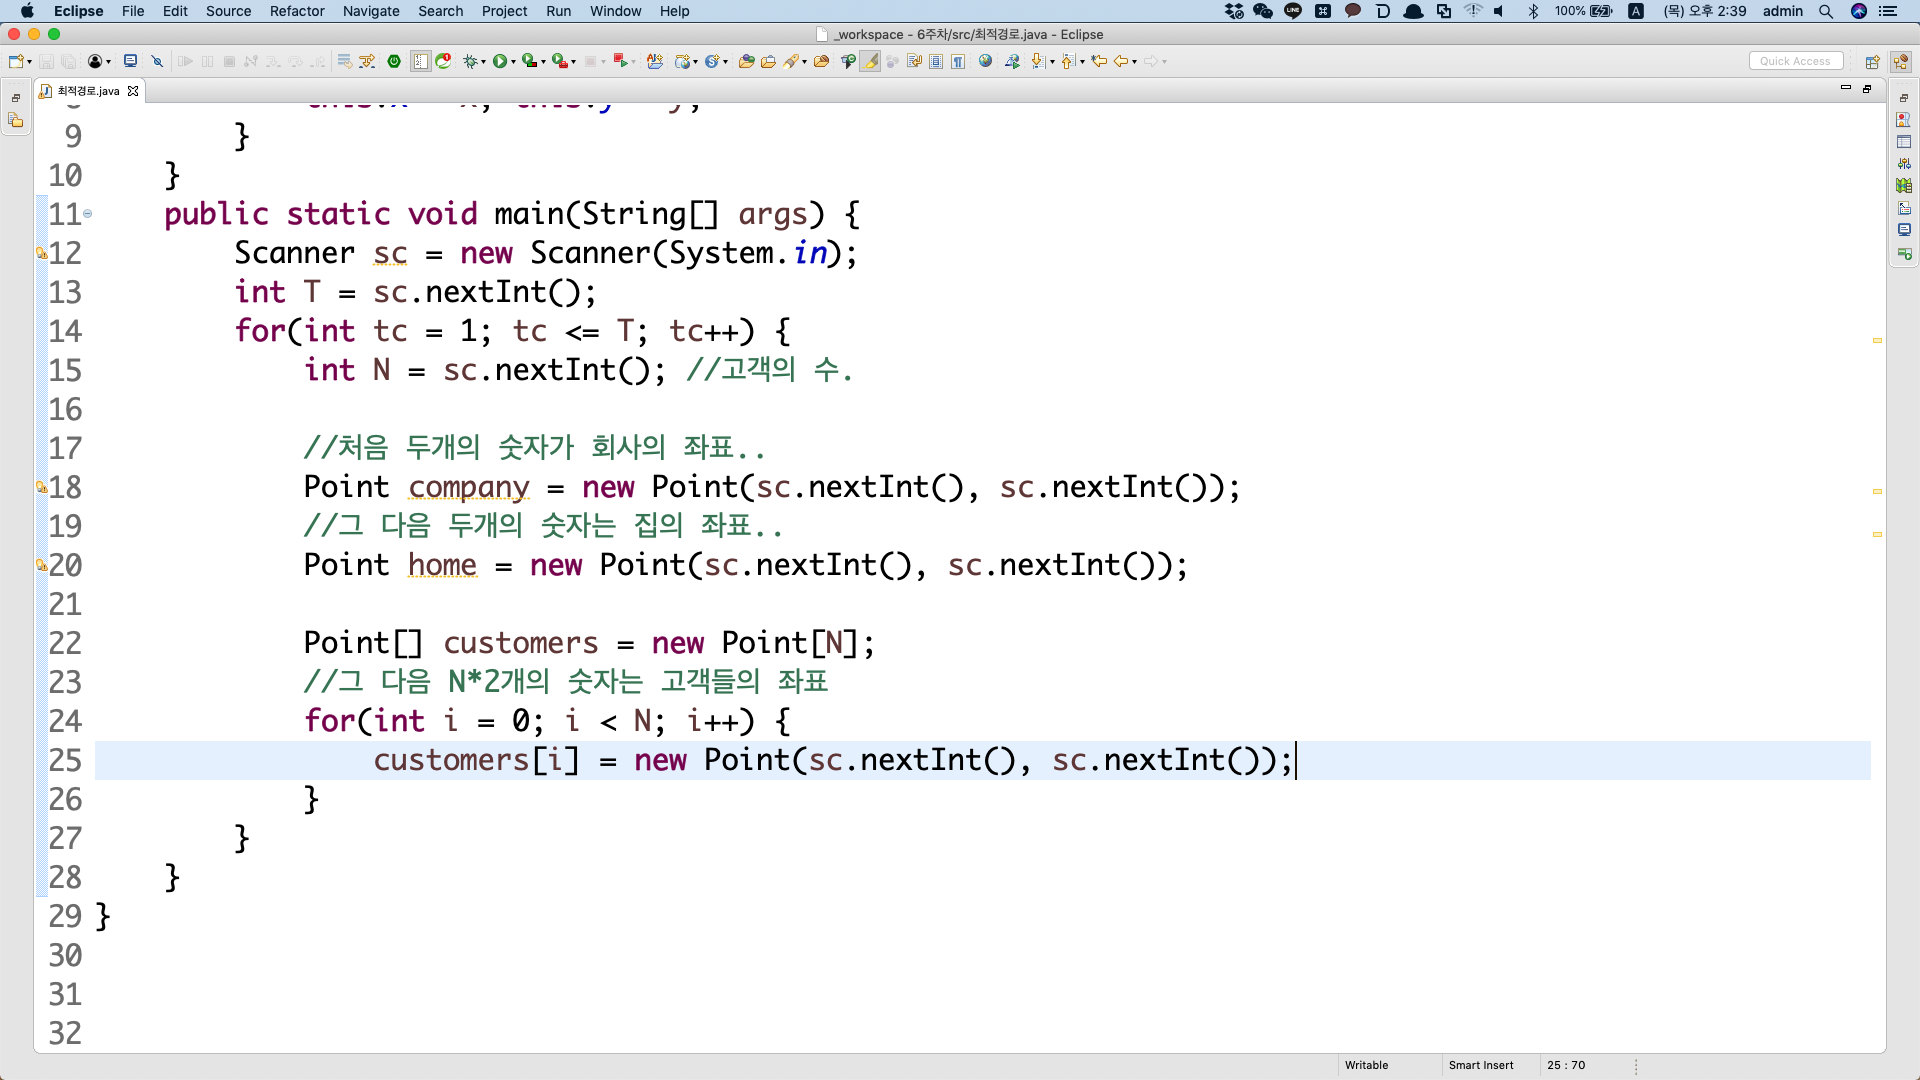 Eclipse File Edit Source Refactor Navigate Search Project Run Window Help
100% A (목) 오후 2:39 admin
_workspace - 6주차/src/최적경로.java - Eclipse
Quick Access
최적경로.java
9 }
10 }
11 public static void main(String[] args) {
12 Scanner sc = new Scanner(System.in);
13 int T = sc.nextInt();
14 for(int tc = 1; tc <= T; tc++) {
15 int N = sc.nextInt(); //고객의 수.
16
17 //처음 두개의 숫자가 회사의 좌표..
18 Point company = new Point(sc.nextInt(), sc.nextInt());
19 //그 다음 두개의 숫자는 집의 좌표..
20 Point home = new Point(sc.nextInt(), sc.nextInt());
21
22 Point[] customers = new Point[N];
23 //그 다음 N*2개의 숫자는 고객들의 좌표
24 for(int i = 0; i < N; i++) {
25 customers[i] = new Point(sc.nextInt(), sc.nextInt());
26 }
27 }
28 }
29 }
30
31
32
Writable Smart Insert 25 : 70